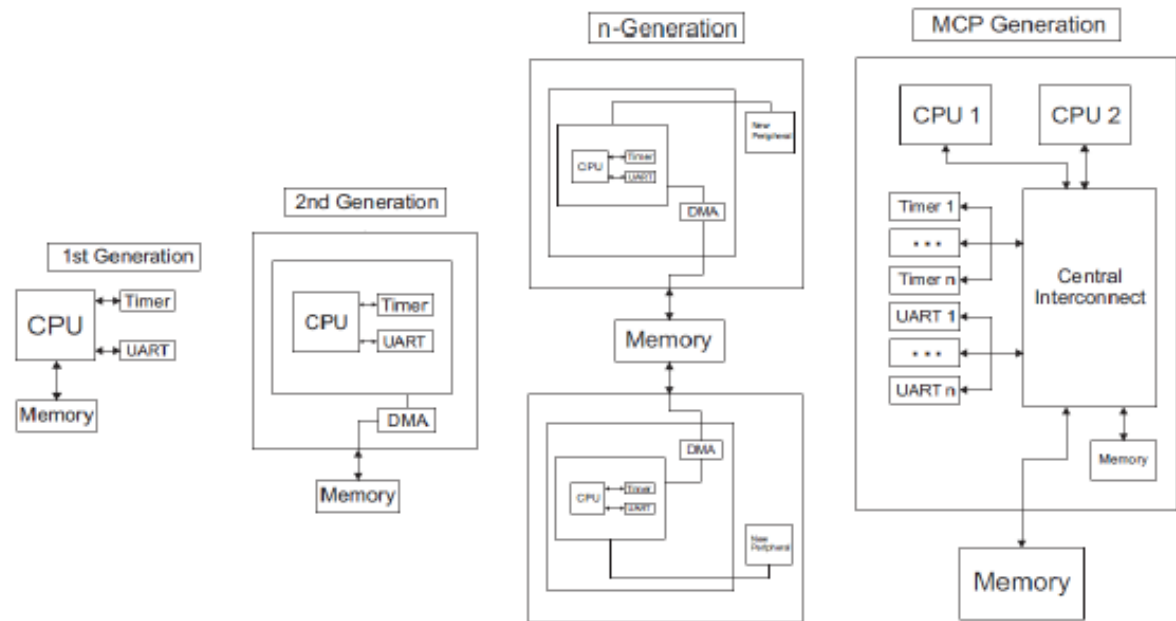 1st Generation
CPU
Timer
UART
Memory
2nd Generation
CPU
Timer
UART
DMA
Memory
n-Generation
New
Peripheral
CPU
Timer
UART
DMA
Memory
DMA
CPU
Timer
UART
New
Peripheral
MCP Generation
CPU 1
CPU 2
Timer 1
• • •
Timer n
UART 1
• • •
UART n
Central
Interconnect
Memory
Memory